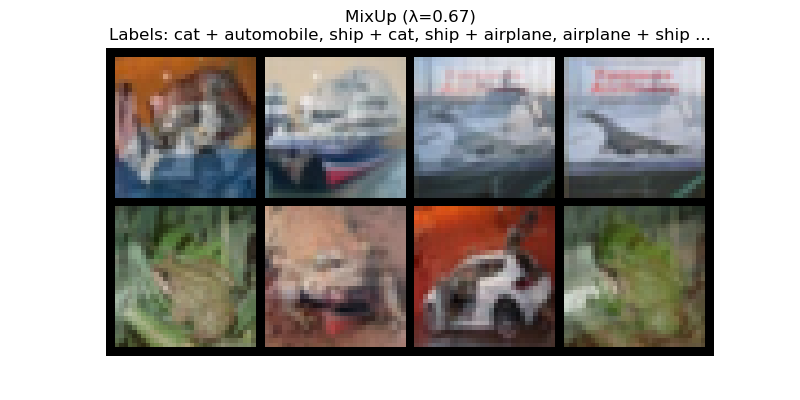 MixUp (λ=0.67)
Labels: cat + automobile, ship + cat, ship + airplane, airplane + ship ...